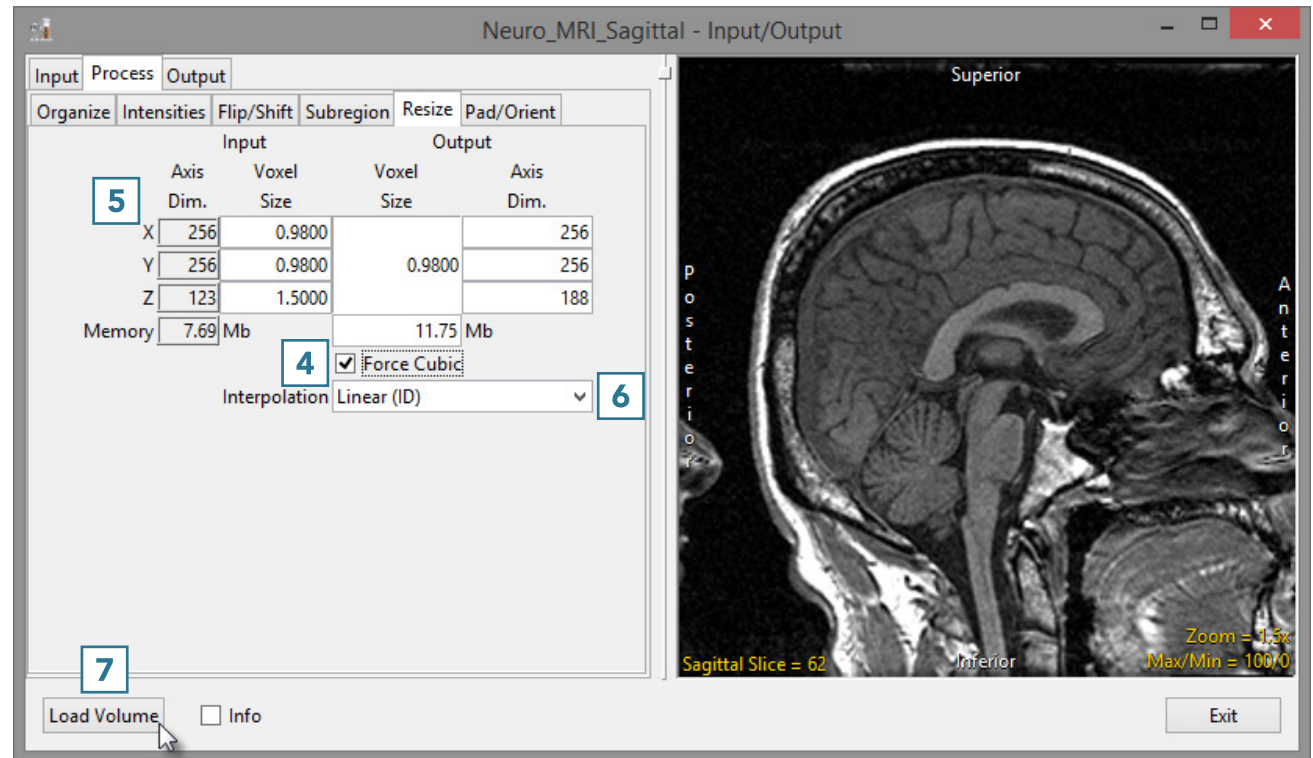 Neuro_MRI_Sagittal - Input/Output
Input Process Output
Organize Intensities Flip/Shift Subregion Resize Pad/Orient
Input Output
Axis Voxel Voxel Axis
Dim. Size Size Dim.
5
X 256 0.9800 256
Y 256 0.9800 0.9800 256
Z 123 1.5000 188
Memory 7.69 Mb 11.75 Mb
4 Force Cubic
Interpolation Linear (ID) 6
7
Load Volume Info
Superior
Posterior
Anterior
Zoom = 1.5x
Sagittal Slice = 62 Inferior Max/Min = 100/0
Exit